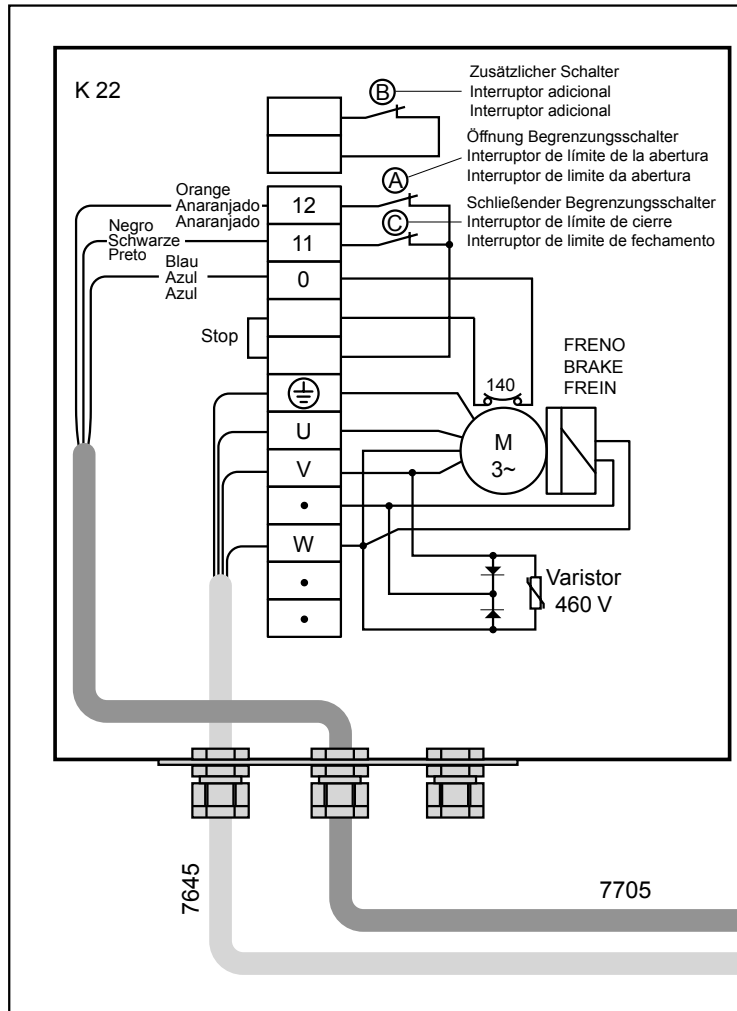 K 22
B
Zusätzlicher Schalter
Interruptor adicional
Interruptor adicional
Öffnung Begrenzungsschalter
Interruptor de límite de la abertura
Interruptor de limite da abertura
A
Schließender Begrenzungsschalter
Interruptor de límite de cierre
Interruptor de limite de fechamento
C
Orange
Anaranjado
Anaranjado
12
Negro
Schwarze
Preto
11
Blau
Azul
Azul
0
Stop
FRENO
BRAKE
FREIN
140
U
M
3~
V
•
W
•
•
Varistor
460 V
7645
7705